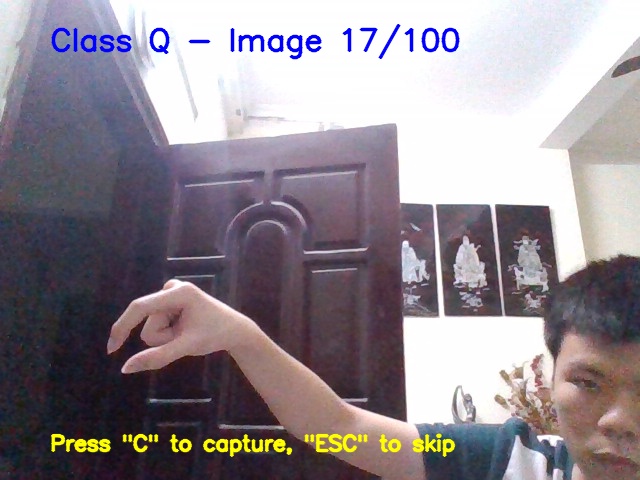 Class Q - Image 17/100
Press "C" to capture, "ESC" to skip